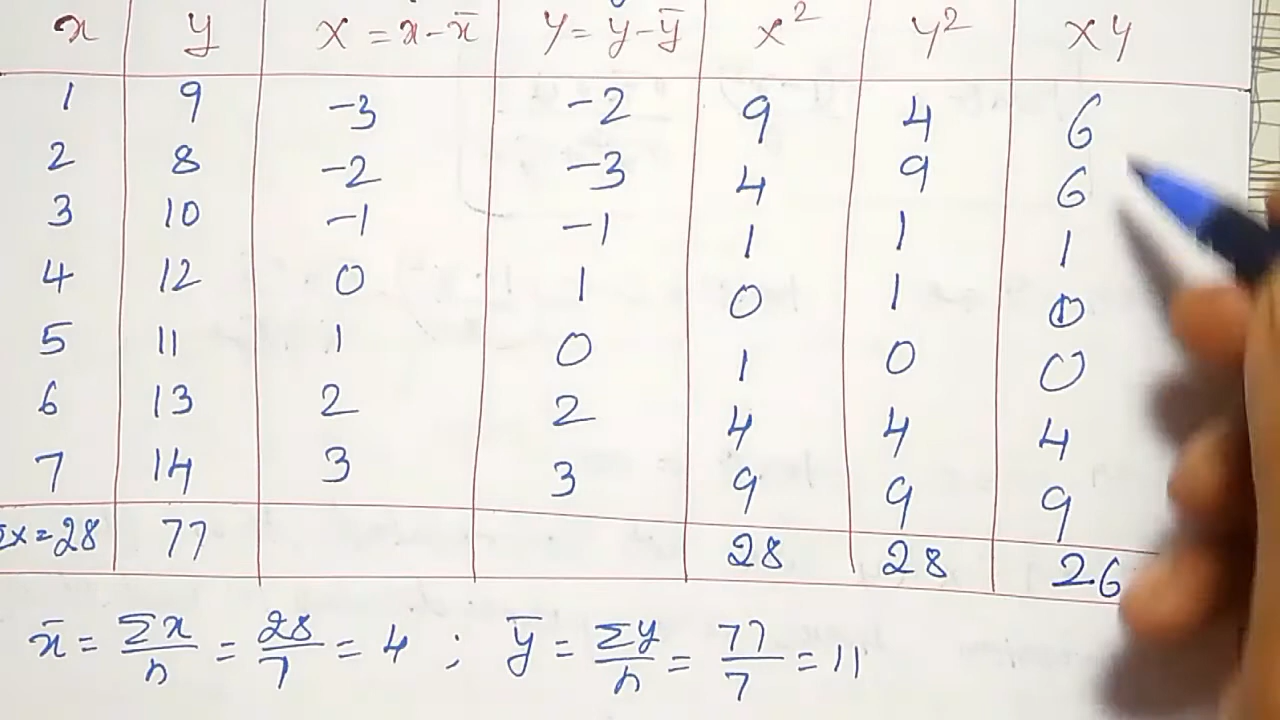 x y X = x - x̄ Y = y - ȳ X² Y² XY
1 9 -3 -2 9 4 6
2 8 -2 -3 4 9 6
3 10 -1 -1 1 1 1
4 12 0 1 0 1 0
5 11 1 0 1 0 0
6 13 2 2 4 4 4
7 14 3 3 9 9 9
Σx = 28 77 28 28 26
x̄ = Σx/n = 28/7 = 4 ; ȳ = Σy/n = 77/7 = 11